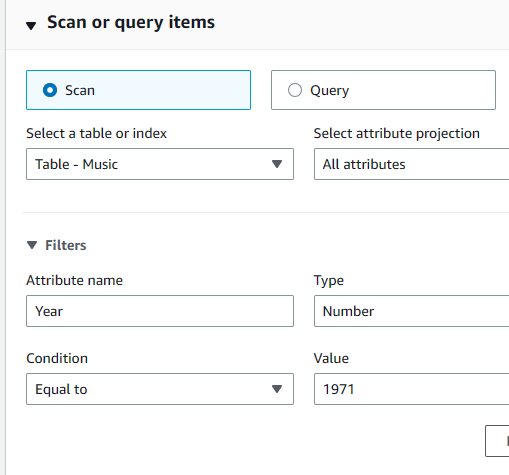 Scan or query items
Scan
Query
Select a table or index
Select attribute projection
Table - Music
All attributes
Filters
Attribute name
Type
Year
Number
Condition
Value
Equal to
1971